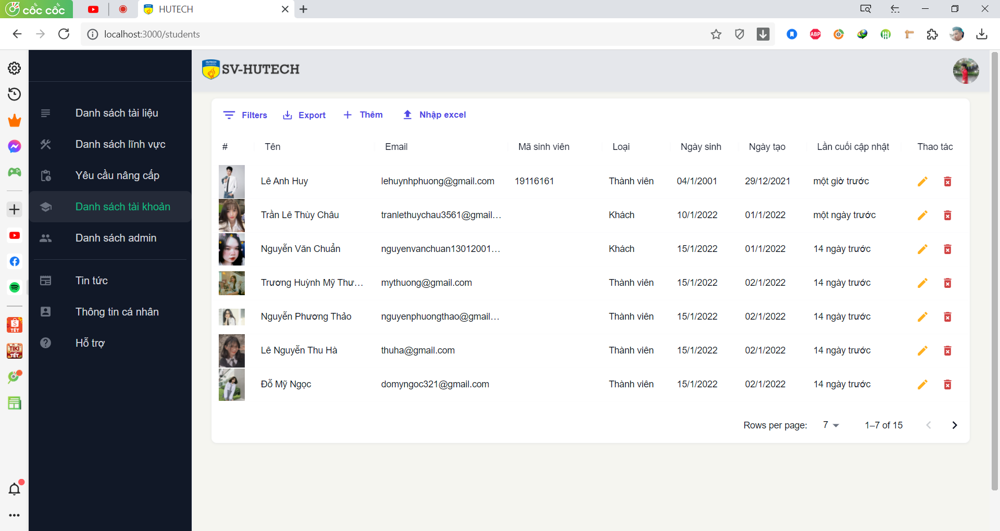 cốc cốc
HUTECH
localhost:3000/students
ABP
SV-HUTECH
Danh sách tài liệu
Danh sách lĩnh vực
Yêu cầu nâng cấp
Danh sách tài khoản
Danh sách admin
Tin tức
Thông tin cá nhân
Hỗ trợ
TẾT
TIKI
TẾT
Filters Export Thêm Nhập excel
# Tên Email Mã sinh viên Loại Ngày sinh Ngày tạo Lần cuối cập nhật Thao tác
Lê Anh Huy lehuynhphuong@gmail.com 19116161 Thành viên 04/1/2001 29/12/2021 một giờ trước
Trần Lê Thùy Châu tranlethuychau3561@gmail… Khách 10/1/2022 01/1/2022 một ngày trước
Nguyễn Văn Chuẩn nguyenvanchuan13012001… Khách 15/1/2022 01/1/2022 14 ngày trước
Trương Huỳnh Mỹ Thư… mythuong@gmail.com Thành viên 15/1/2022 02/1/2022 14 ngày trước
Nguyễn Phương Thảo nguyenphuongthao@gmail… Thành viên 15/1/2022 02/1/2022 14 ngày trước
Lê Nguyễn Thu Hà thuha@gmail.com Thành viên 15/1/2022 02/1/2022 14 ngày trước
Đỗ Mỹ Ngọc domyngoc321@gmail.com Thành viên 15/1/2022 02/1/2022 14 ngày trước
Rows per page: 7 1–7 of 15